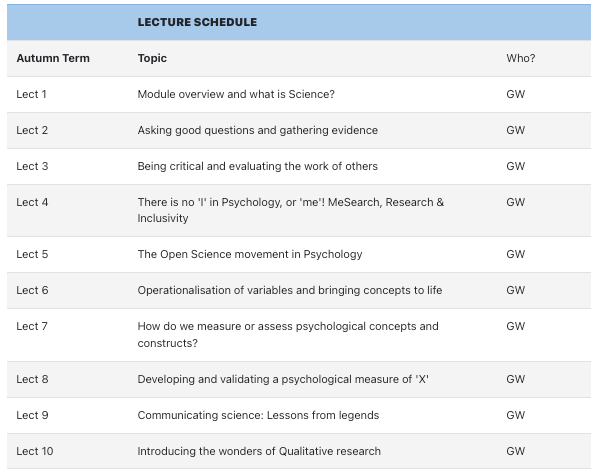 LECTURE SCHEDULE
Autumn Term Topic Who?
Lect 1 Module overview and what is Science? GW
Lect 2 Asking good questions and gathering evidence GW
Lect 3 Being critical and evaluating the work of others GW
Lect 4 There is no 'I' in Psychology, or 'me'! MeSearch, Research & GW
Inclusivity
Lect 5 The Open Science movement in Psychology GW
Lect 6 Operationalisation of variables and bringing concepts to life GW
Lect 7 How do we measure or assess psychological concepts and GW
constructs?
Lect 8 Developing and validating a psychological measure of 'X' GW
Lect 9 Communicating science: Lessons from legends GW
Lect 10 Introducing the wonders of Qualitative research GW